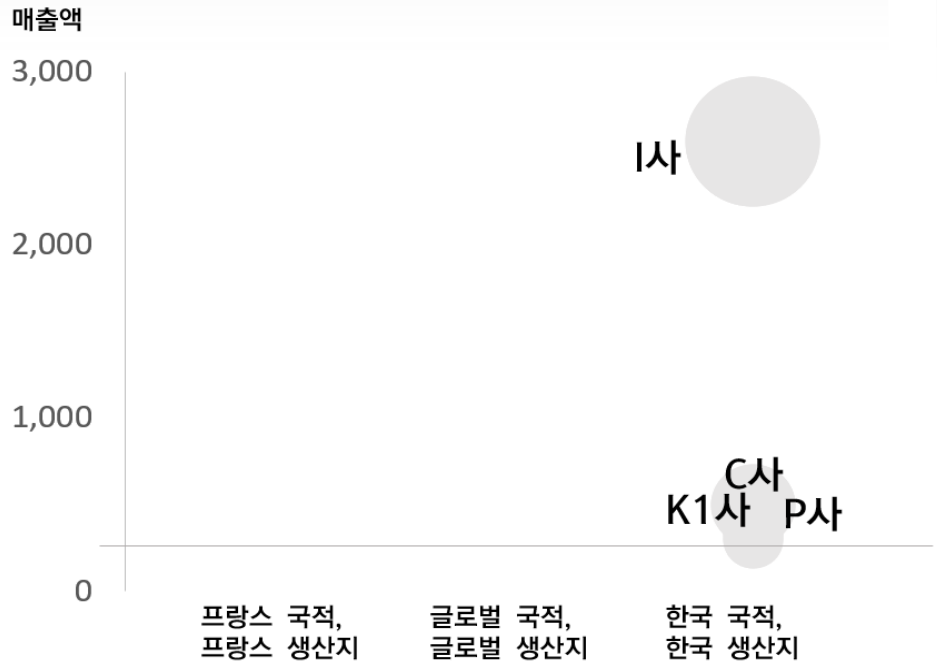 매출액
3,000
I사
2,000
1,000
C사
K1사 P사
0
프랑스 국적, 글로벌 국적, 한국 국적,
프랑스 생산지 글로벌 생산지 한국 생산지